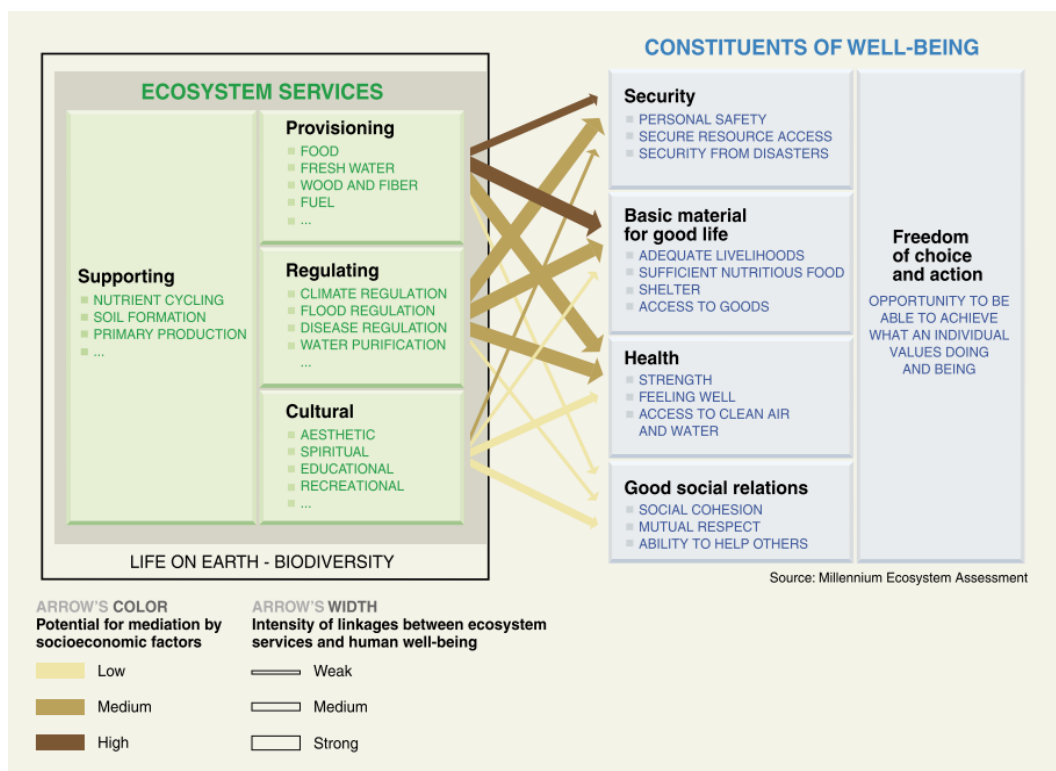 CONSTITUENTS OF WELL-BEING
ECOSYSTEM SERVICES
Supporting
NUTRIENT CYCLING
SOIL FORMATION
PRIMARY PRODUCTION
...
Provisioning
FOOD
FRESH WATER
WOOD AND FIBER
FUEL
...
Regulating
CLIMATE REGULATION
FLOOD REGULATION
DISEASE REGULATION
WATER PURIFICATION
...
Cultural
AESTHETIC
SPIRITUAL
EDUCATIONAL
RECREATIONAL
...
LIFE ON EARTH - BIODIVERSITY
Security
PERSONAL SAFETY
SECURE RESOURCE ACCESS
SECURITY FROM DISASTERS
Basic material
for good life
ADEQUATE LIVELIHOODS
SUFFICIENT NUTRITIOUS FOOD
SHELTER
ACCESS TO GOODS
Health
STRENGTH
FEELING WELL
ACCESS TO CLEAN AIR
AND WATER
Good social relations
SOCIAL COHESION
MUTUAL RESPECT
ABILITY TO HELP OTHERS
Freedom
of choice
and action
OPPORTUNITY TO BE
ABLE TO ACHIEVE
WHAT AN INDIVIDUAL
VALUES DOING
AND BEING
Source: Millennium Ecosystem Assessment
ARROW'S COLOR
Potential for mediation by
socioeconomic factors
Low
Medium
High
ARROW'S WIDTH
Intensity of linkages between ecosystem
services and human well-being
Weak
Medium
Strong